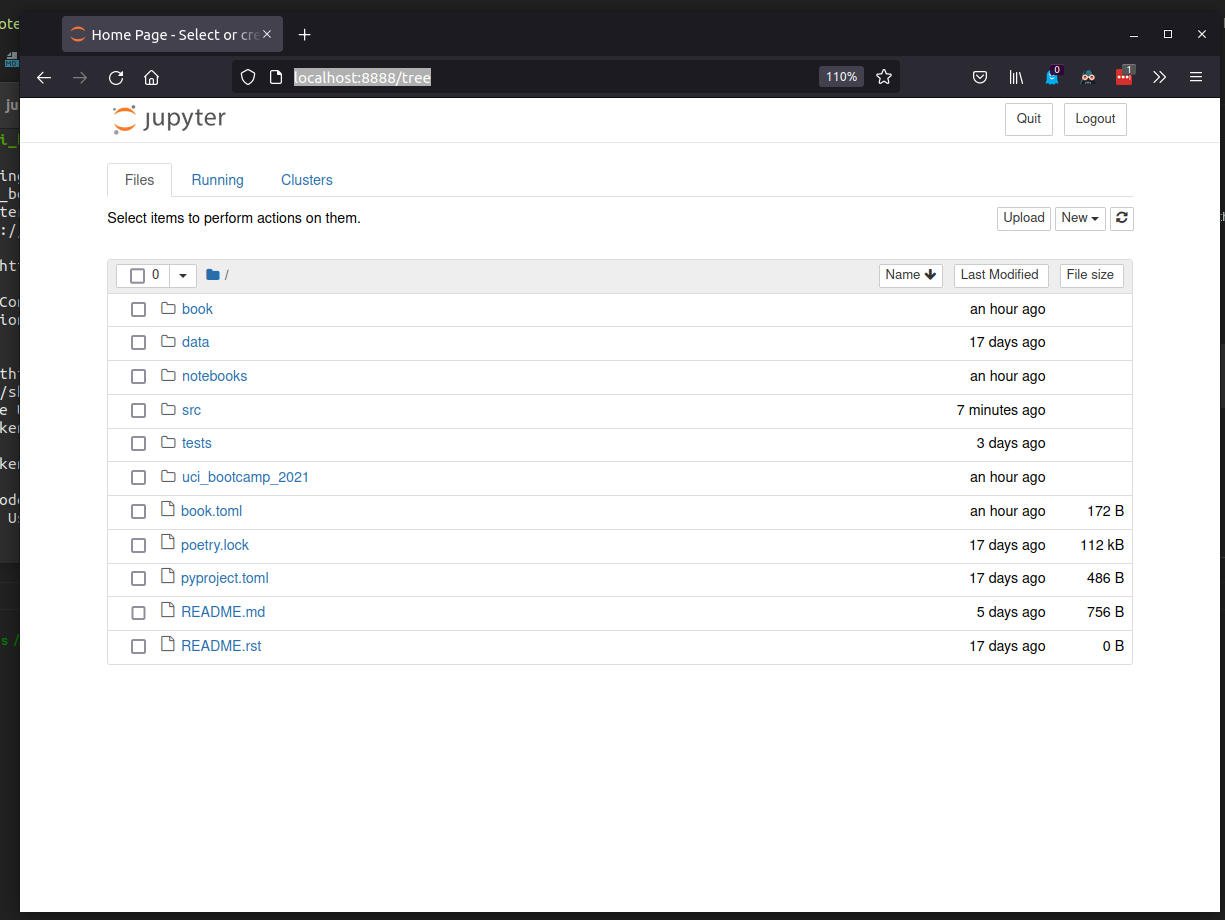 Home Page - Select or cre
localhost:8888/tree
110%
0
1
jupyter
Quit
Logout
Files
Running
Clusters
Select items to perform actions on them.
Upload
New
0
/
Name
Last Modified
File size
book
an hour ago
data
17 days ago
notebooks
an hour ago
src
7 minutes ago
tests
3 days ago
uci_bootcamp_2021
an hour ago
book.toml
an hour ago
172 B
poetry.lock
17 days ago
112 kB
pyproject.toml
17 days ago
486 B
README.md
5 days ago
756 B
README.rst
17 days ago
0 B